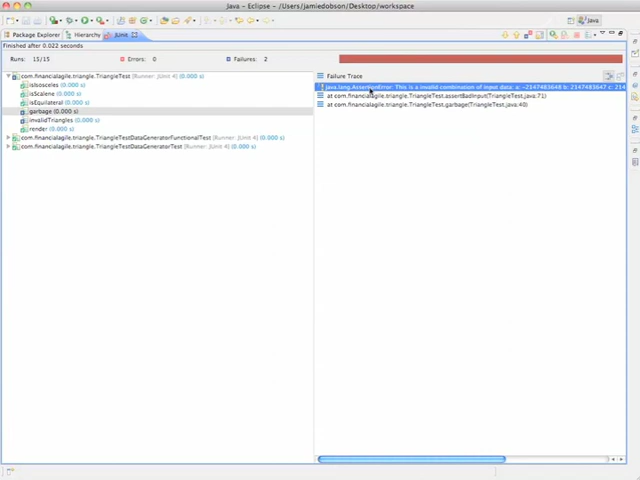 Java – Eclipse – /Users/jamiedobson/Desktop/workspace
Java
Package Explorer Hierarchy JUnit
Finished after 0.022 seconds
Runs: 15/15 Errors: 0 Failures: 2
com.financialagile.triangle.TriangleTest [Runner: JUnit 4] (0.000 s)
isIsosceles (0.000 s)
isScalene (0.000 s)
isEquilateral (0.000 s)
garbage (0.000 s)
invalidTriangles (0.000 s)
render (0.000 s)
com.financialagile.triangle.TriangleTestDataGeneratorFunctionalTest [Runner: JUnit 4] (0.000 s)
com.financialagile.triangle.TriangleTestDataGeneratorTest [Runner: JUnit 4] (0.000 s)
Failure Trace
java.lang.AssertionError: This is a invalid combination of input data: a: -2147483648 b: 2147483647 c: 214
at com.financialagile.triangle.TriangleTest.assertBadInput(TriangleTest.java:71)
at com.financialagile.triangle.TriangleTest.garbage(TriangleTest.java:40)